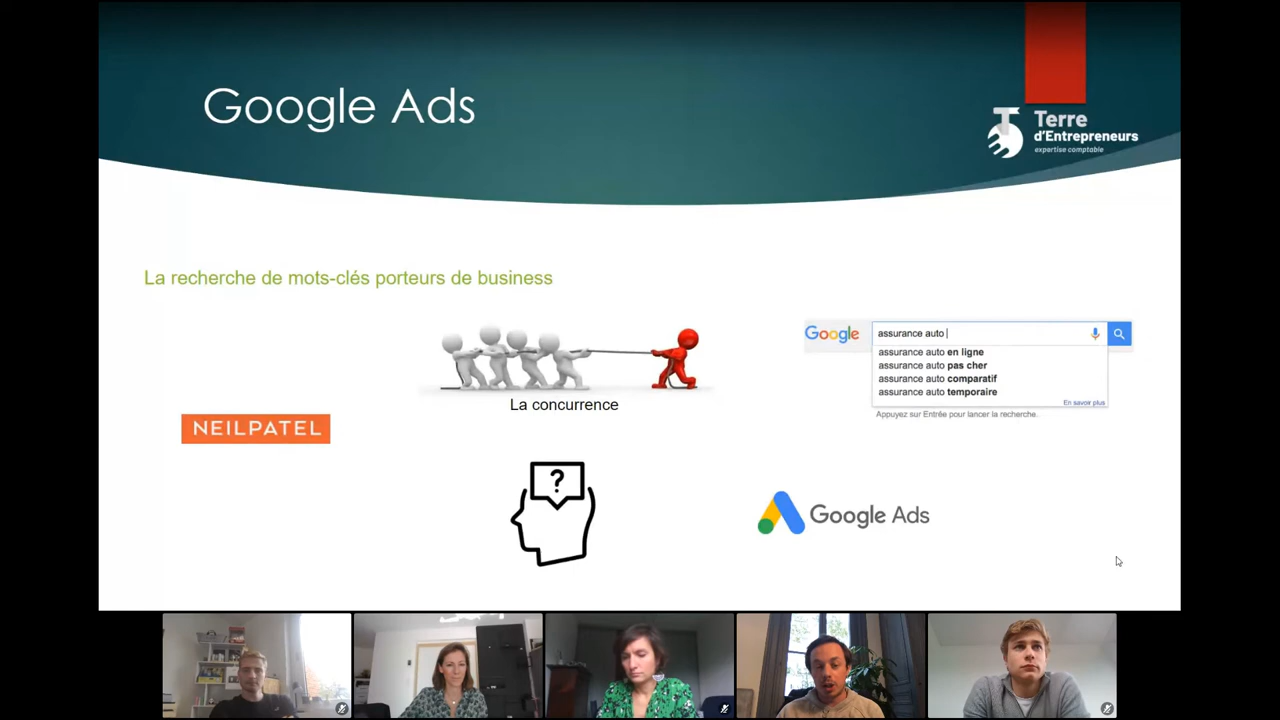 Google Ads
Terre
d'Entrepreneurs
expertise comptable
La recherche de mots-clés porteurs de business
Google
assurance auto
assurance auto en ligne
assurance auto pas cher
assurance auto comparatif
assurance auto temporaire
En savoir plus
Appuyez sur Entrée pour lancer la recherche.
La concurrence
NEILPATEL
?
Google Ads